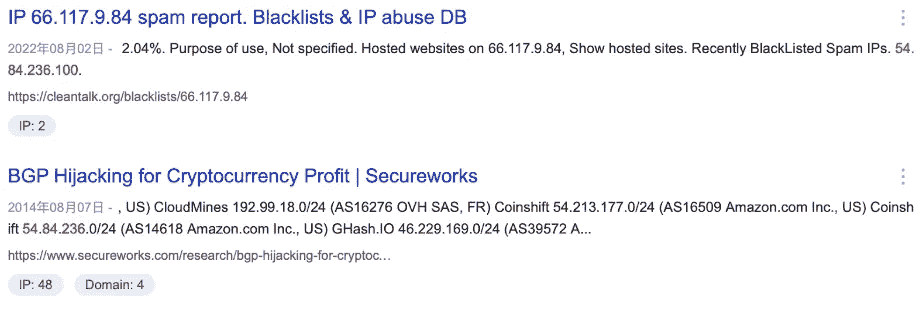 IP 66.117.9.84 spam report. Blacklists & IP abuse DB
2022年08月02日 - 2.04%. Purpose of use, Not specified. Hosted websites on 66.117.9.84, Show hosted sites. Recently BlackListed Spam IPs. 54.
84.236.100.
https://cleantalk.org/blacklists/66.117.9.84
IP: 2
BGP Hijacking for Cryptocurrency Profit | Secureworks
2014年08月07日 - , US) CloudMines 192.99.18.0/24 (AS16276 OVH SAS, FR) Coinshift 54.213.177.0/24 (AS16509 Amazon.com Inc., US) Coinsh
ift 54.84.236.0/24 (AS14618 Amazon.com Inc., US) GHash.IO 46.229.169.0/24 (AS39572 A...
https://www.secureworks.com/research/bgp-hijacking-for-cryptoc...
IP: 48 Domain: 4